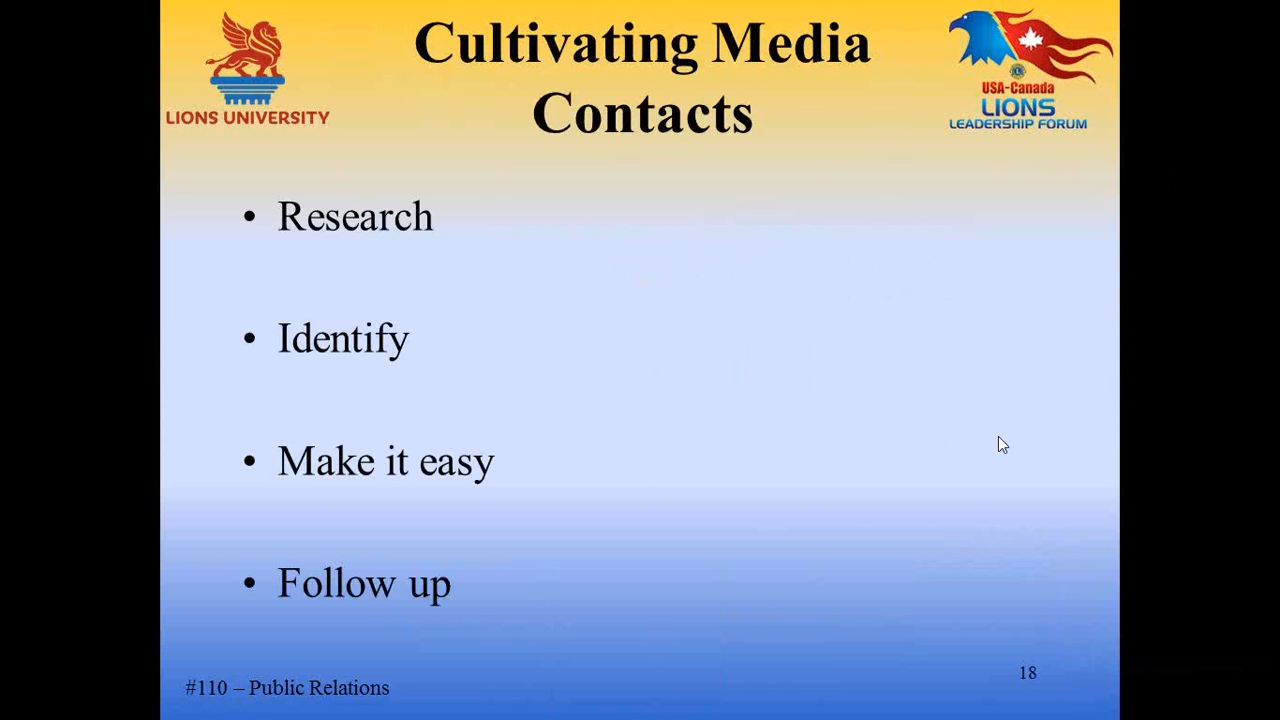 Cultivating Media
Contacts
LIONS UNIVERSITY
USA-Canada
LIONS
LEADERSHIP FORUM
• Research
• Identify
• Make it easy
• Follow up
#110 – Public Relations
18